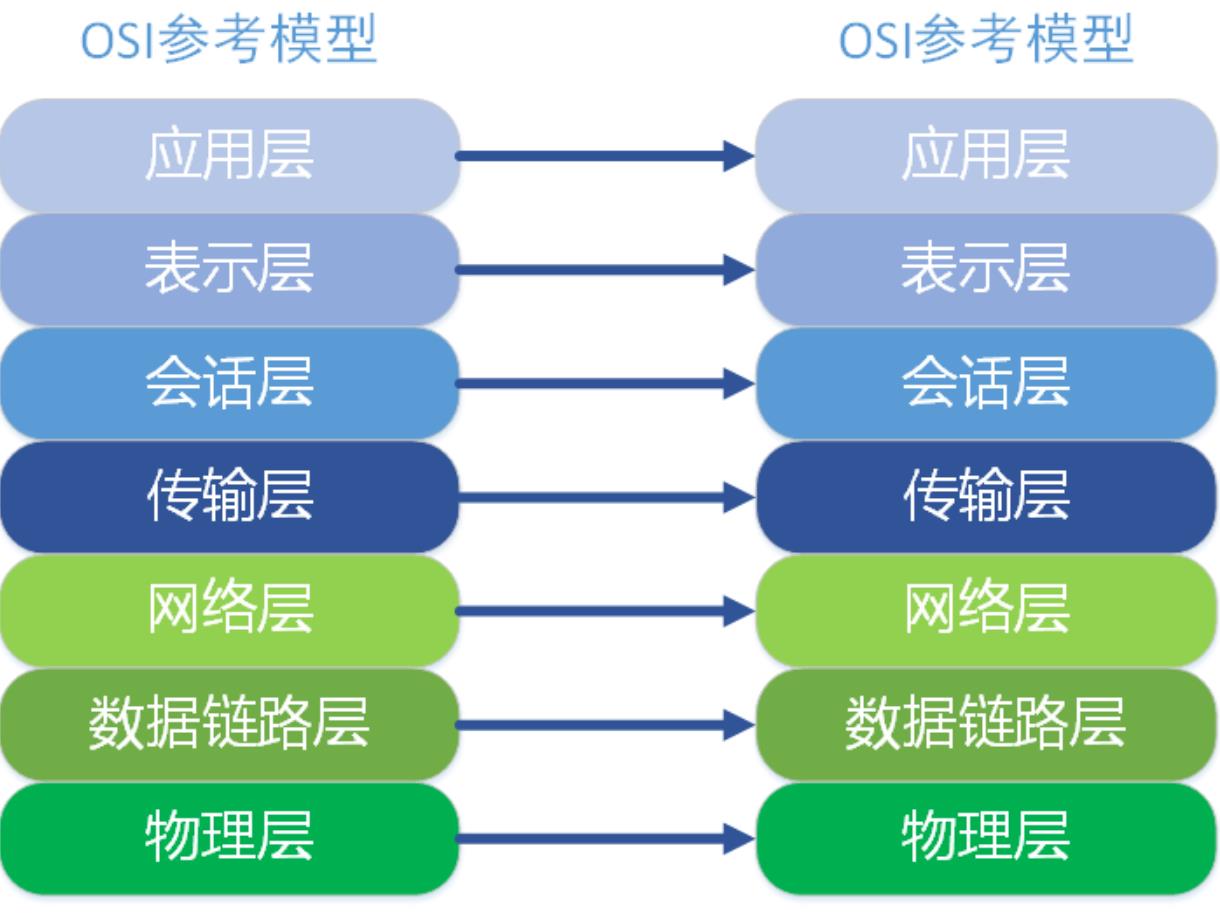 OSI参考模型 OSI参考模型
应用层 应用层
表示层 表示层
会话层 会话层
传输层 传输层
网络层 网络层
数据链路层 数据链路层
物理层 物理层